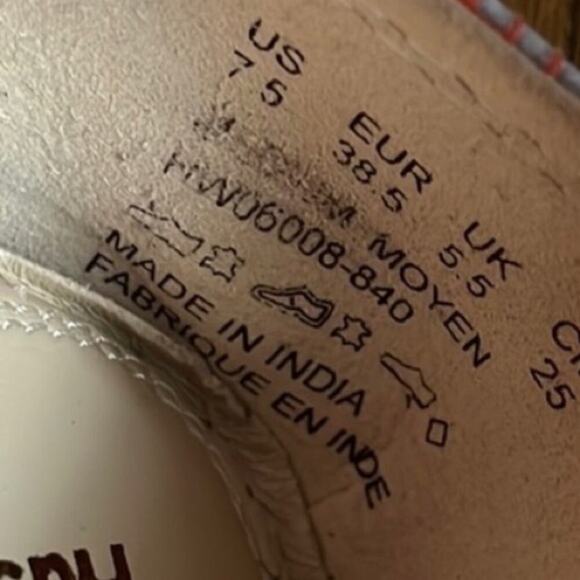 US EUR UK
7 5 38.5 5.5 25
MOYEN
HW06008-840
MADE IN INDIA
FABRIQUE EN INDE